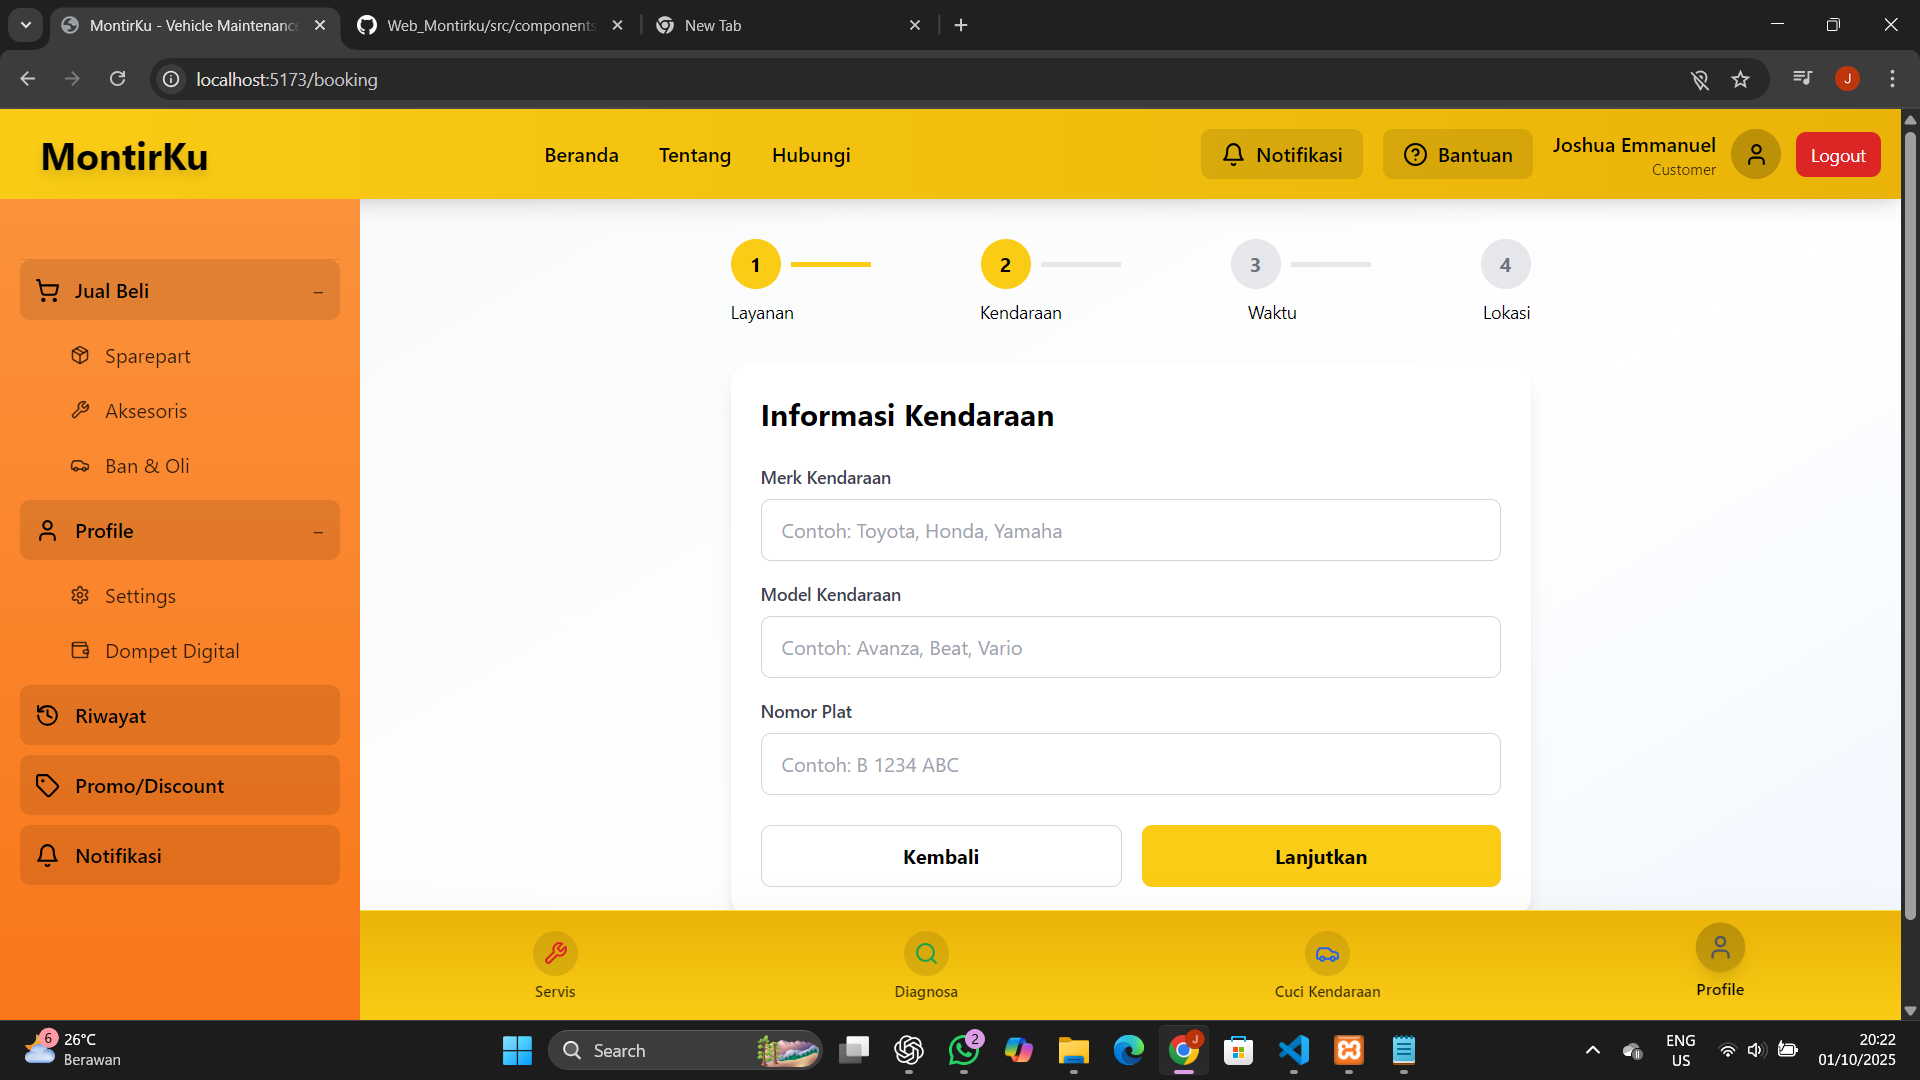 MontirKu - Vehicle Maintenance
Web_Montirku/src/components
New Tab
localhost:5173/booking
J
MontirKu
Beranda
Tentang
Hubungi
Notifikasi
Bantuan
Joshua Emmanuel
Customer
Logout
Jual Beli
Sparepart
Aksesoris
Ban & Oli
Profile
Settings
Dompet Digital
Riwayat
Promo/Discount
Notifikasi
1
2
3
4
Layanan
Kendaraan
Waktu
Lokasi
Informasi Kendaraan
Merk Kendaraan
Contoh: Toyota, Honda, Yamaha
Model Kendaraan
Contoh: Avanza, Beat, Vario
Nomor Plat
Contoh: B 1234 ABC
Kembali
Lanjutkan
Servis
Diagnosa
Cuci Kendaraan
Profile
6
26°C
Berawan
Search
2
J
ENG
US
20:22
01/10/2025